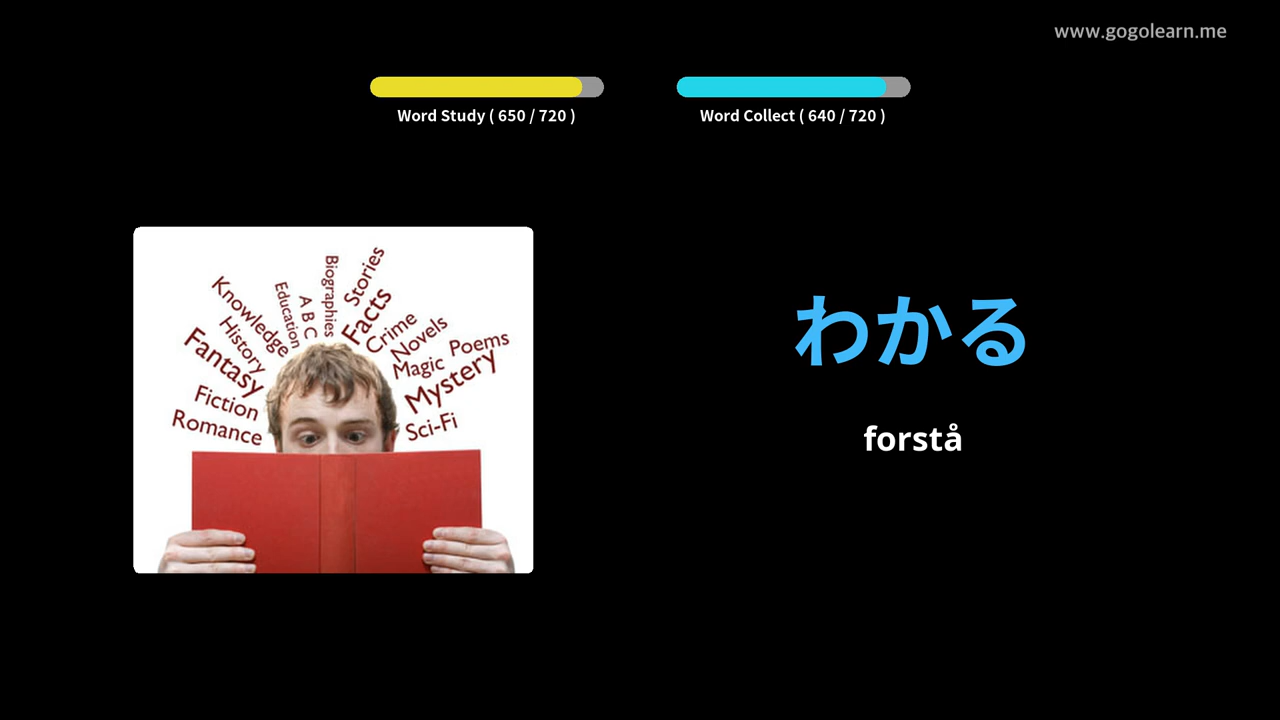 www.gogolearn.me
Word Study ( 650 / 720 )
Word Collect ( 640 / 720 )
Biographies
Stories
Knowledge
Education
A B C
Facts
History
Crime
Novels
Fantasy
Magic
Poems
Mystery
Fiction
Romance
Sci-Fi
わかる
forstå